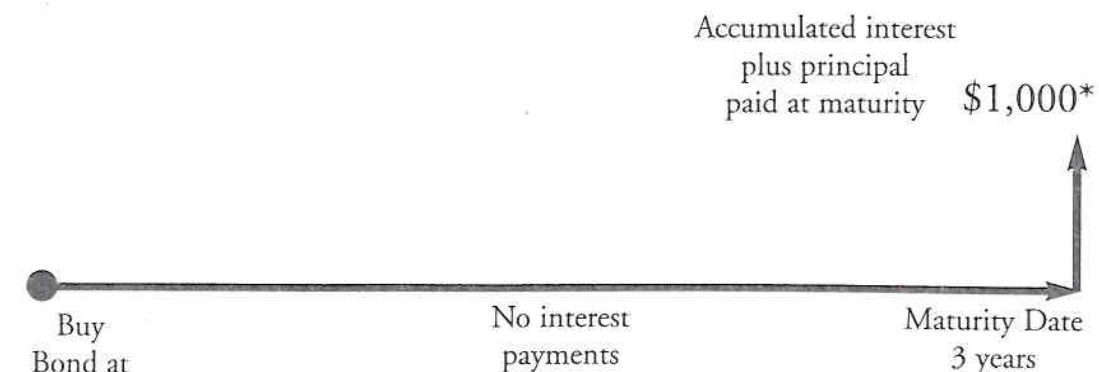 Accumulated interest
plus principal
paid at maturity $1,000*
Buy
Bond at
No interest
payments
Maturity Date
3 years